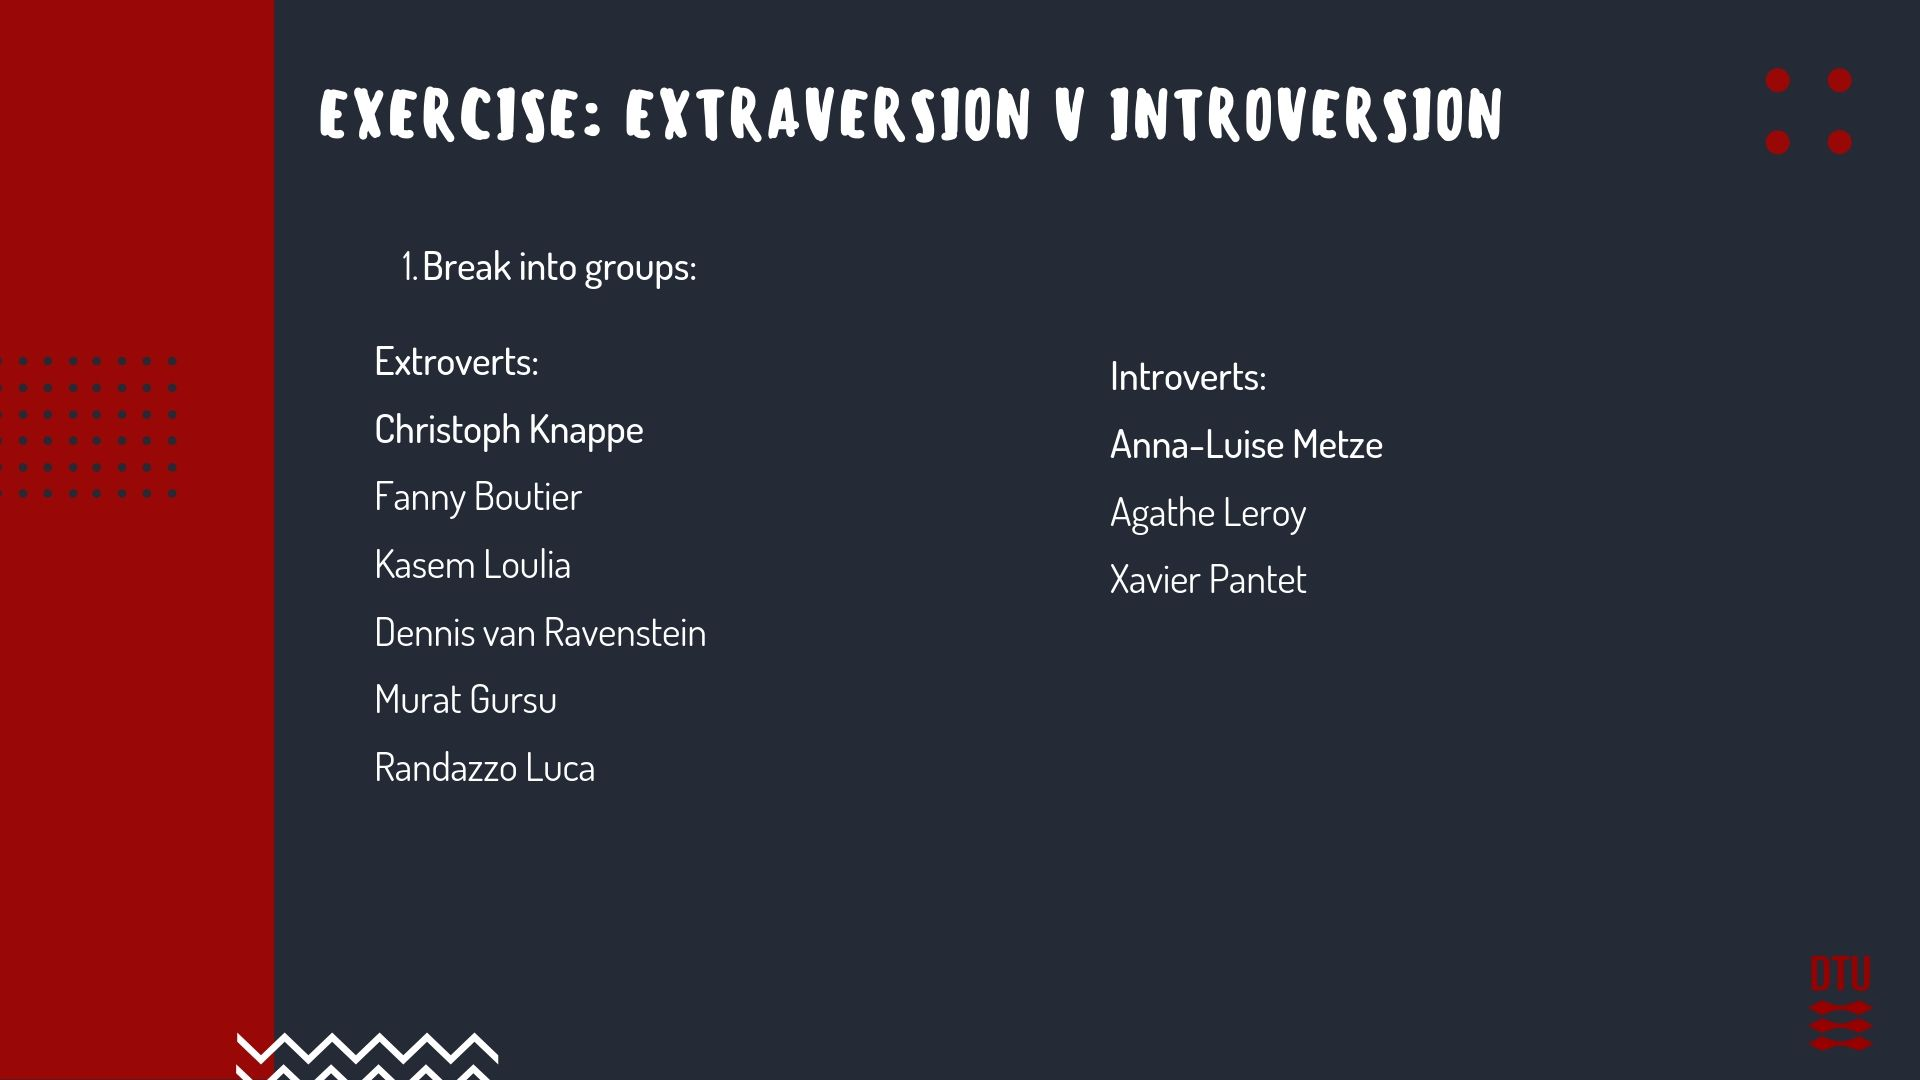 EXERCISE: EXTRAVERSION V INTROVERSION
1. Break into groups:
Extroverts:
Christoph Knappe
Fanny Boutier
Kasem Loulia
Dennis van Ravenstein
Murat Gursu
Randazzo Luca
Introverts:
Anna-Luise Metze
Agathe Leroy
Xavier Pantet
DTU